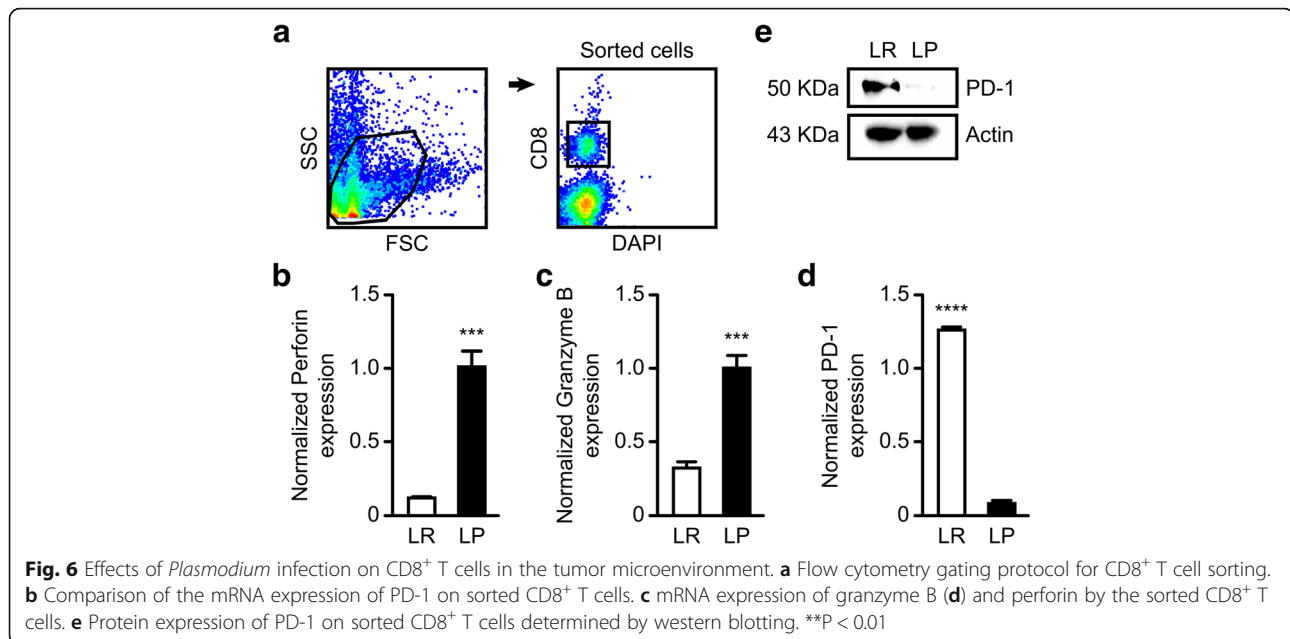 a
Sorted cells
SSC
FSC
CD8
DAPI
e
LR LP
50 KDa
PD-1
43 KDa
Actin
b
Normalized Perforin
expression
1.5
1.0
0.5
0
***
LR LP
c
Normalized Granzyme B
expression
1.5
1.0
0.5
0
***
LR LP
d
Normalized PD-1
expression
1.5
1.0
0.5
0
****
LR LP
Fig. 6 Effects of Plasmodium infection on CD8⁺ T cells in the tumor microenvironment. a Flow cytometry gating protocol for CD8⁺ T cell sorting.
b Comparison of the mRNA expression of PD-1 on sorted CD8⁺ T cells. c mRNA expression of granzyme B (d) and perforin by the sorted CD8⁺ T
cells. e Protein expression of PD-1 on sorted CD8⁺ T cells determined by western blotting. **P < 0.01